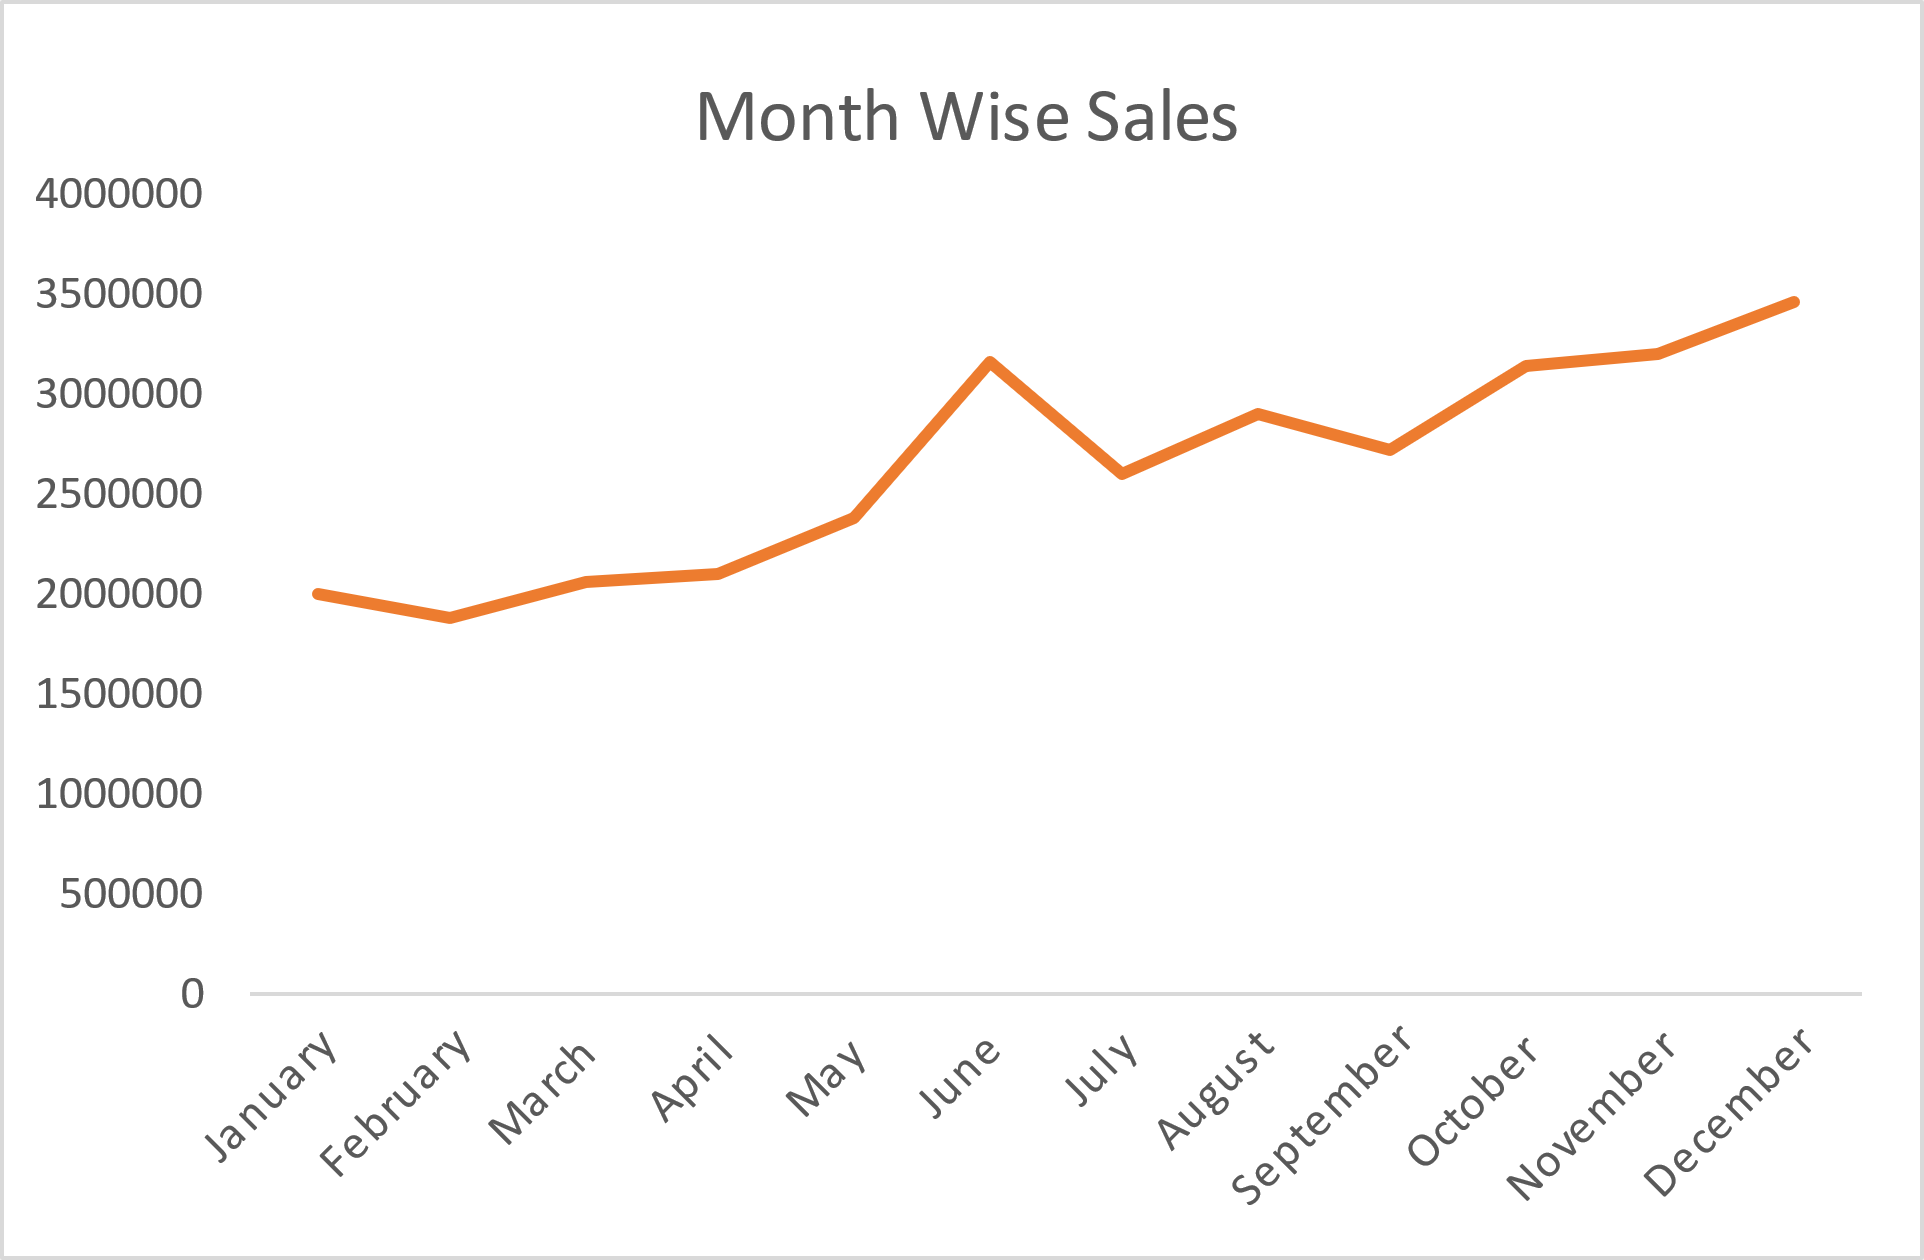 Month Wise Sales
4000000
3500000
3000000
2500000
2000000
1500000
1000000
500000
0
January
February
March
April
May
June
July
August
September
October
November
December